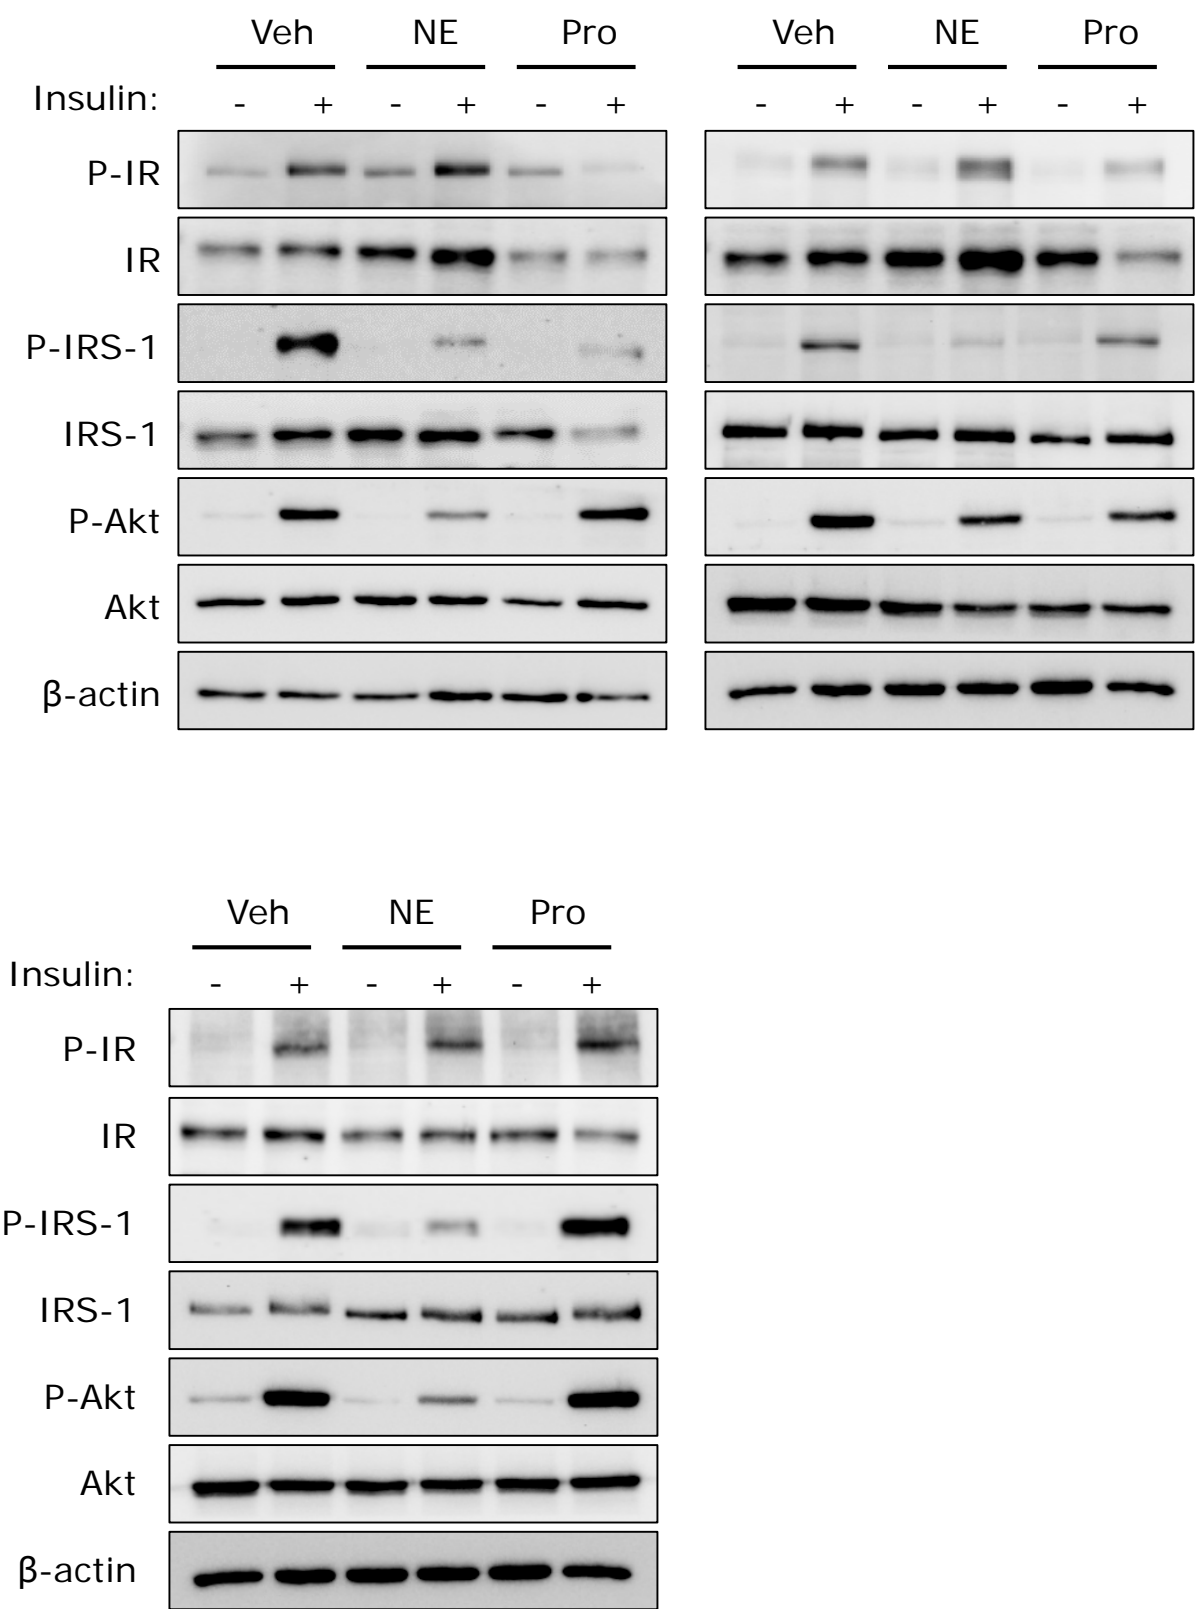 Veh NE Pro
Insulin: - + - + - +
P-IR
IR
P-IRS-1
IRS-1
P-Akt
Akt
β-actin
Veh NE Pro
- + - + - +
Veh NE Pro
Insulin: - + - + - +
P-IR
IR
P-IRS-1
IRS-1
P-Akt
Akt
β-actin